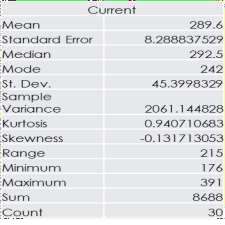 Current
Mean 289.6
Standard Error 8.288837529
Median 292.5
Mode 242
St. Dev. 45.3998329
Sample
Variance 2061.144828
Kurtosis 0.940710683
Skewness -0.131713053
Range 215
Minimum 176
Maximum 391
Sum 8688
Count 30